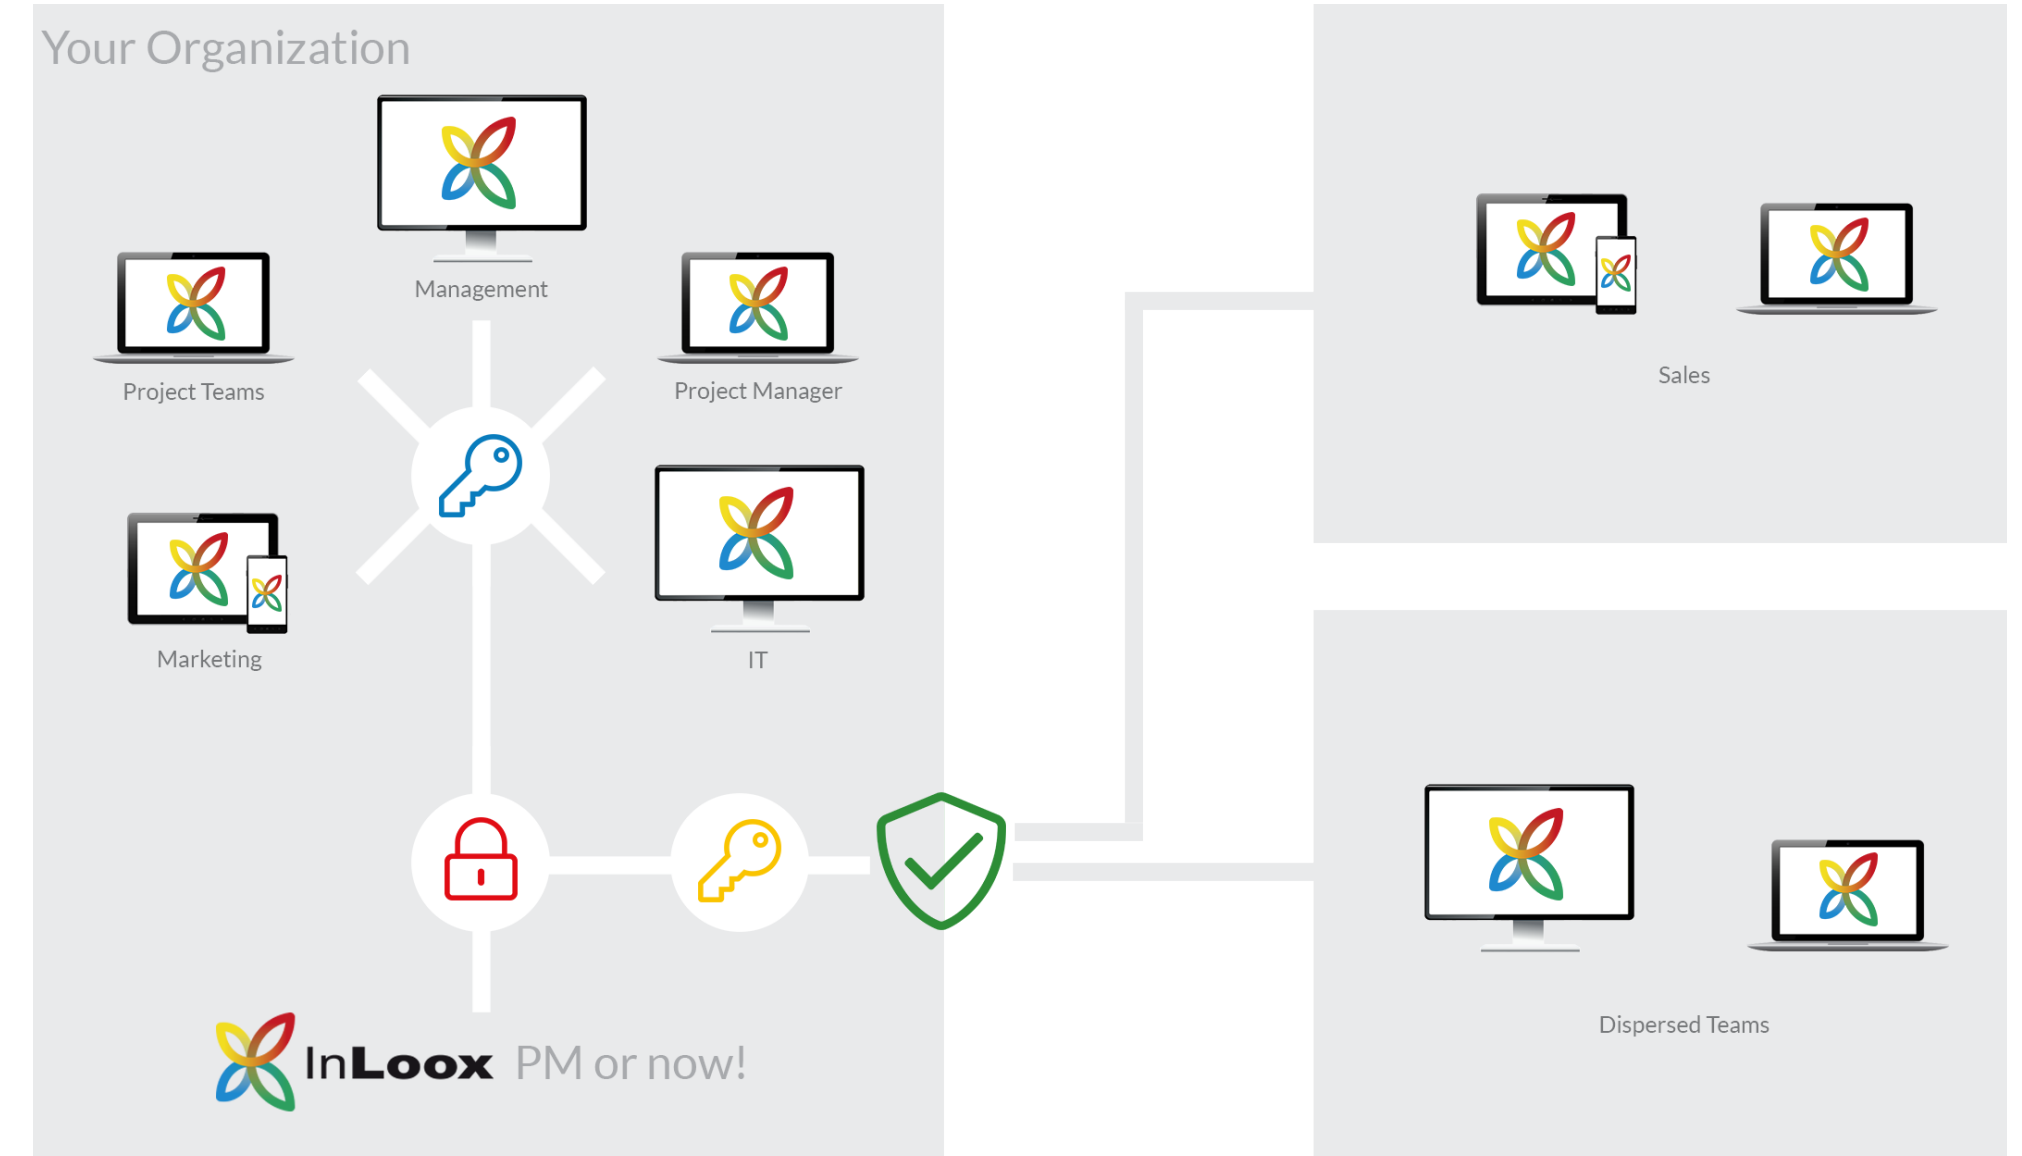 Your Organization
Management
Project Teams
Project Manager
Sales
Marketing
IT
Dispersed Teams
InLoox PM or now!